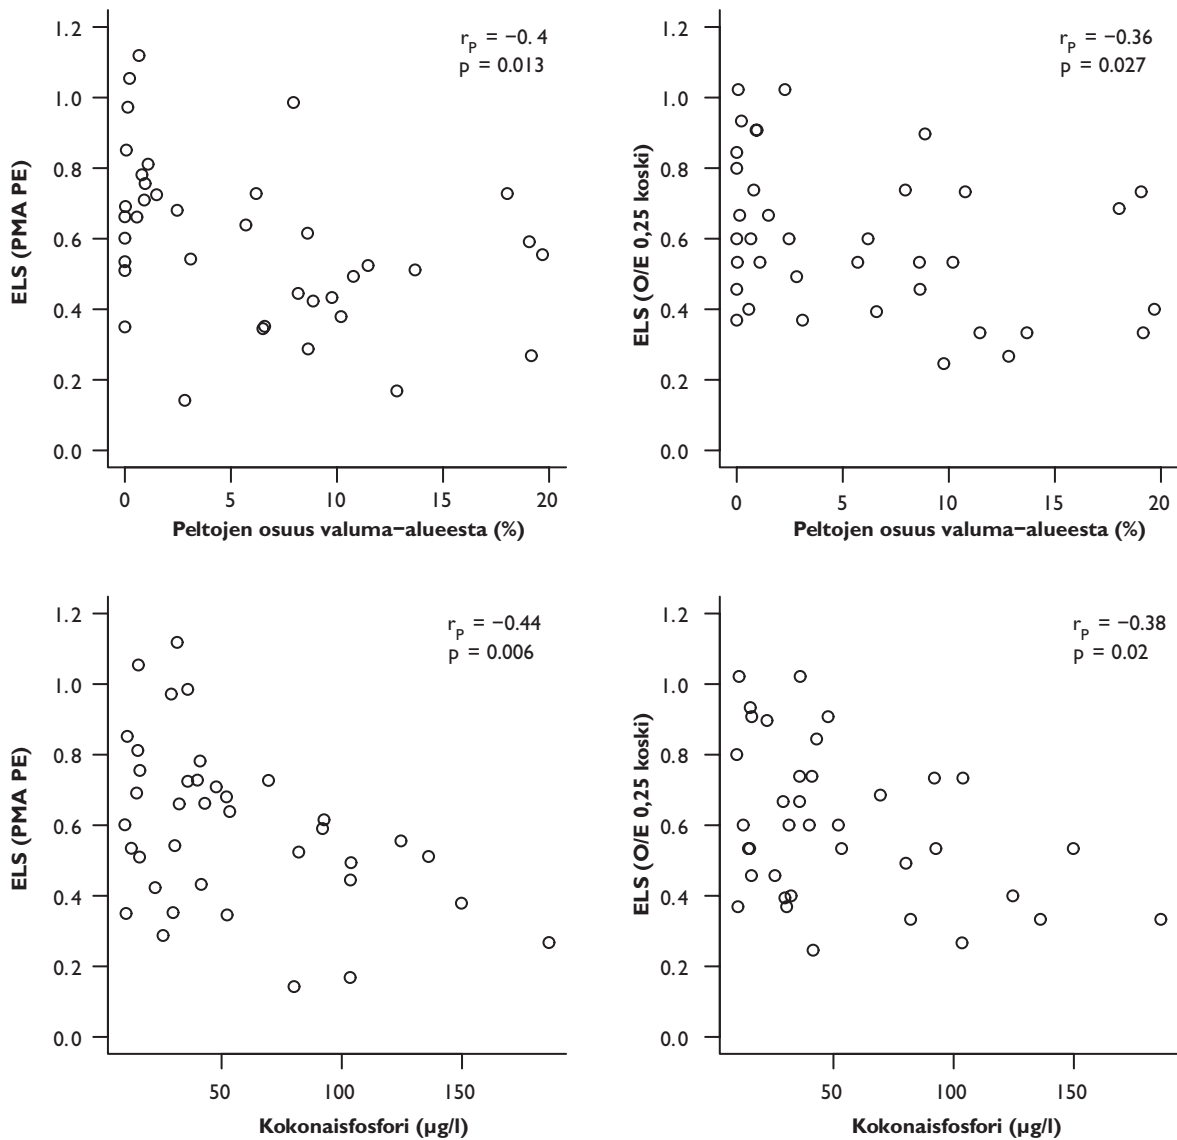 1.2
1.0
0.8
0.6
0.4
0.2
0.0
ELS (PMA PE)
rP = −0.4
p = 0.013
0 5 10 15 20
Peltojen osuus valuma−alueesta (%)
1.2
1.0
0.8
0.6
0.4
0.2
0.0
ELS (O/E 0,25 koski)
rP = −0.36
p = 0.027
0 5 10 15 20
Peltojen osuus valuma−alueesta (%)
1.2
1.0
0.8
0.6
0.4
0.2
0.0
ELS (PMA PE)
rP = −0.44
p = 0.006
50 100 150
Kokonaisfosfori (µg/l)
1.2
1.0
0.8
0.6
0.4
0.2
0.0
ELS (O/E 0,25 koski)
rP = −0.38
p = 0.02
50 100 150
Kokonaisfosfori (µg/l)